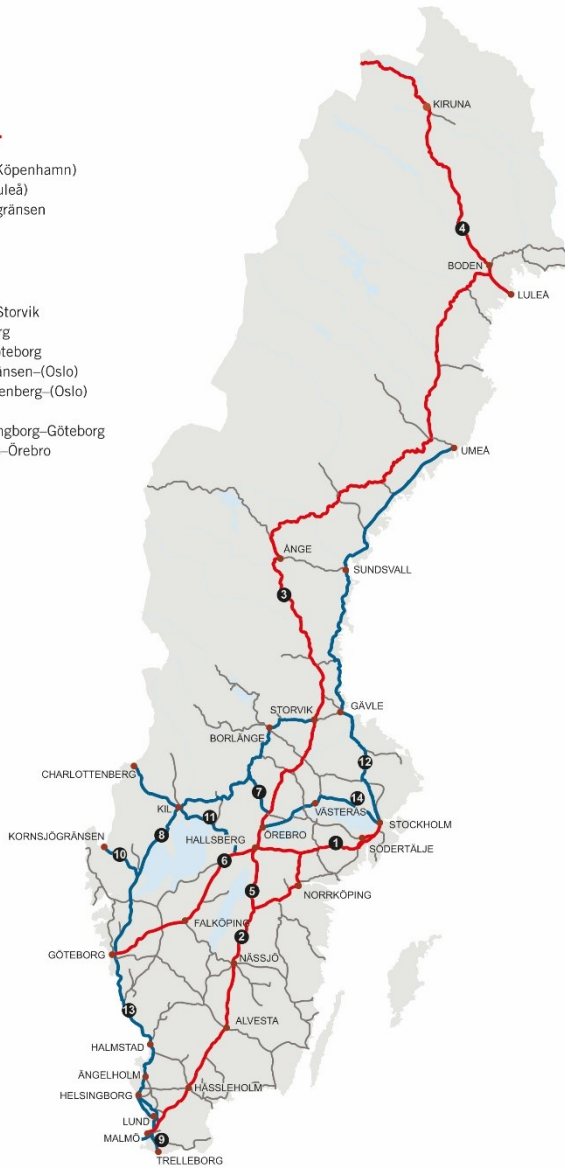 Köpenhamn)
uleå)
gränsen
Storvik
rg
öteborg
änsen–(Oslo)
enberg–(Oslo)
ngborg–Göteborg
–Örebro
KIRUNA
4
BODEN
LULEÅ
UMEÅ
ÅNGE
SUNDSVALL
3
STORVIK
GÄVLE
BORLÄNGE
12
CHARLOTTENBERG
7
14
KIL
11
VÄSTERÅS
STOCKHOLM
KORNSJÖGRÄNSEN
8
HALLSBERG
ÖREBRO
1
SÖDERTÄLJE
10
6
5
NORRKÖPING
FALKÖPING
2
GÖTEBORG
NÄSSJÖ
13
ALVESTA
HALMSTAD
ÄNGELHOLM
HÄSSLEHOLM
HELSINGBORG
LUND
MALMÖ
9
TRELLEBORG